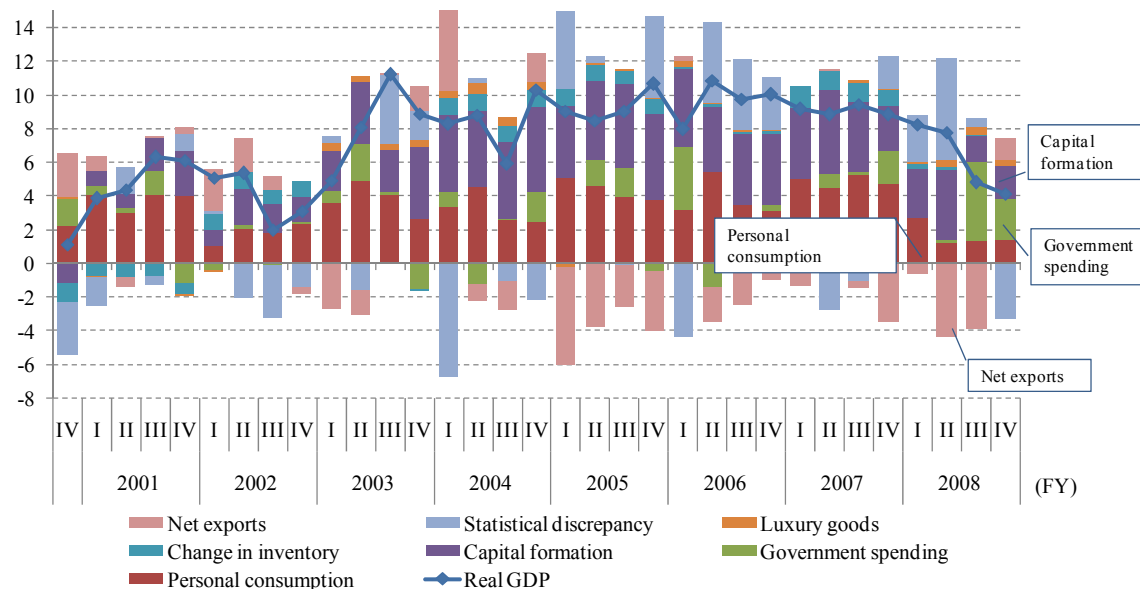 14
12
10
8
6
4
2
0
-2
-4
-6
-8
Capital
formation
Personal
consumption
Government
spending
Net exports
IV I II III IV I II III IV I II III IV I II III IV I II III IV I II III IV I II III IV I II III IV
2001 2002 2003 2004 2005 2006 2007 2008 (FY)
Net exports Statistical discrepancy Luxury goods
Change in inventory Capital formation Government spending
Personal consumption Real GDP